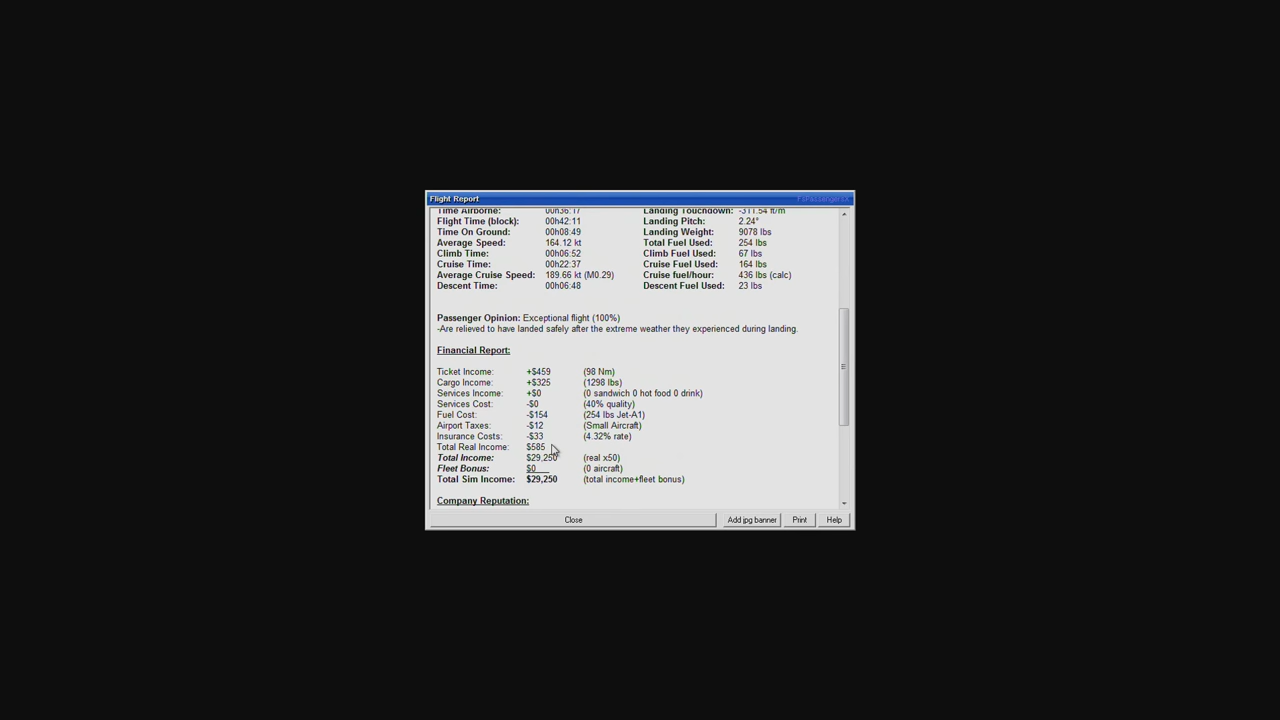 Flight Report FsPassengersX
Time Airborne: 00h36:17 Landing Touchdown: -311.54 ft/m
Flight Time (block): 00h42:11 Landing Pitch: 2.24°
Time On Ground: 00h08:49 Landing Weight: 9078 lbs
Average Speed: 164.12 kt Total Fuel Used: 254 lbs
Climb Time: 00h06:52 Climb Fuel Used: 67 lbs
Cruise Time: 00h22:37 Cruise Fuel Used: 164 lbs
Average Cruise Speed: 189.66 kt (M0.29) Cruise fuel/hour: 436 lbs (calc)
Descent Time: 00h06:48 Descent Fuel Used: 23 lbs
Passenger Opinion: Exceptional flight (100%)
-Are relieved to have landed safely after the extreme weather they experienced during landing.
Financial Report:
Ticket Income: +$459 (98 Nm)
Cargo Income: +$325 (1298 lbs)
Services Income: +$0 (0 sandwich 0 hot food 0 drink)
Services Cost: -$0 (40% quality)
Fuel Cost: -$154 (254 lbs Jet-A1)
Airport Taxes: -$12 (Small Aircraft)
Insurance Costs: -$33 (4.32% rate)
Total Real Income: $585
Total Income: $29,250 (real x50)
Fleet Bonus: $0 (0 aircraft)
Total Sim Income: $29,250 (total income+fleet bonus)
Company Reputation:
Close Add jpg banner Print Help